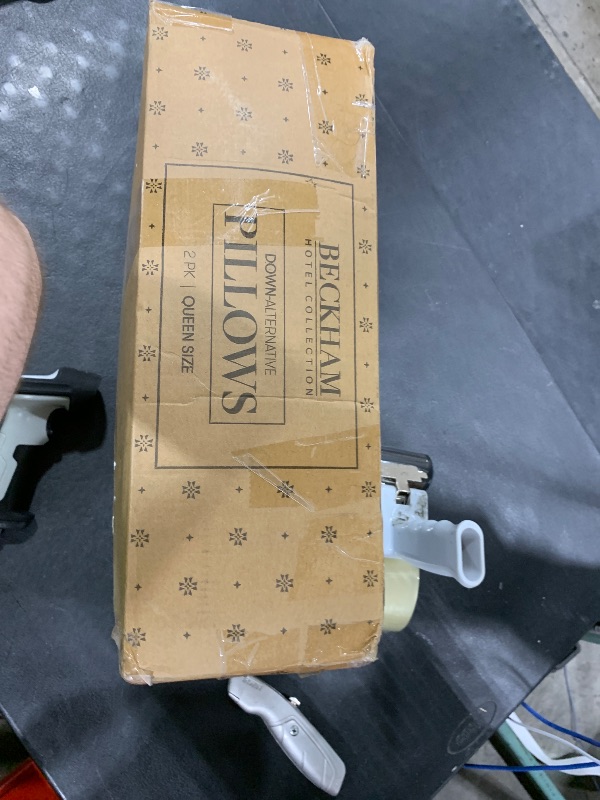 BECKHAM
HOTEL COLLECTION
DOWN-ALTERNATIVE
PILLOWS
2 PK | QUEEN SIZE